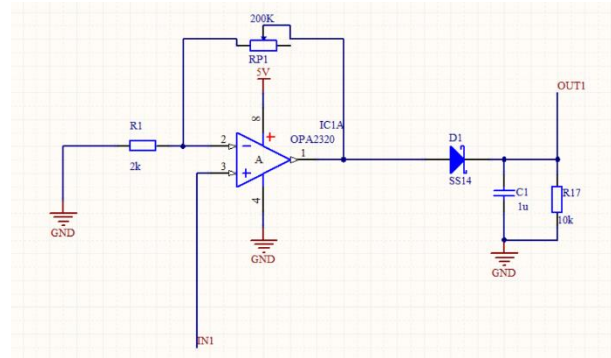 200K
RP1
5V
OUT1
8
IC1A
OPA2320
R1
2
1
D1
A
2k
3
SS14
C1
R17
1u
10k
4
GND
GND
GND
IN1